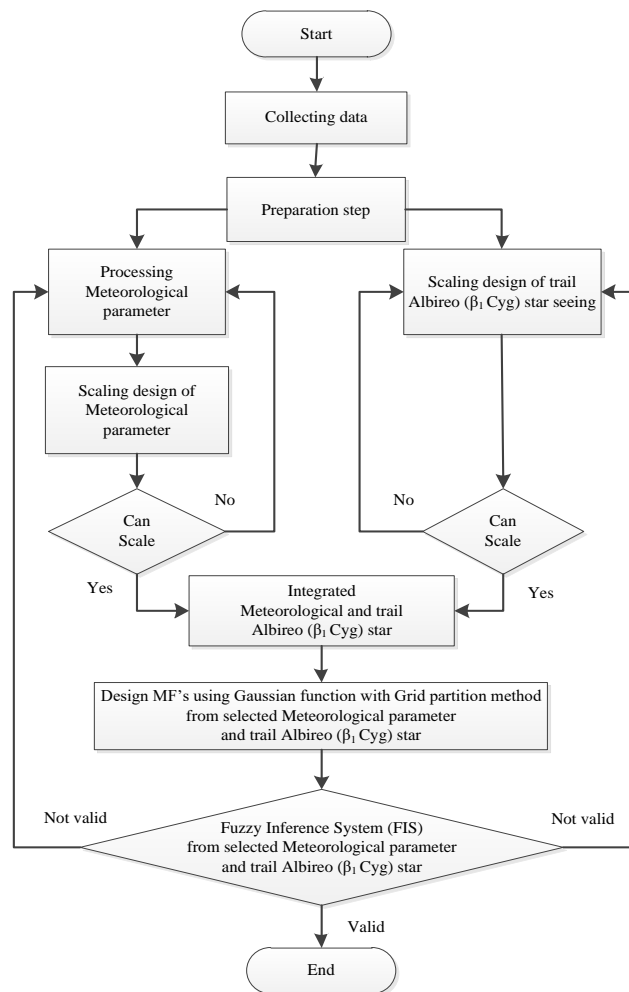 Start
Collecting data
Preparation step
Processing
Meteorological
parameter
Scaling design of trail
Albireo (β₁ Cyg) star seeing
Scaling design of
Meteorological
parameter
No
Can
Scale
Yes
No
Can
Scale
Yes
Integrated
Meteorological and trail
Albireo (β₁ Cyg) star
Design MF's using Gaussian function with Grid partition method
from selected Meteorological parameter
and trail Albireo (β₁ Cyg) star
Not valid
Not valid
Fuzzy Inference System (FIS)
from selected Meteorological parameter
and trail Albireo (β₁ Cyg) star
Valid
End